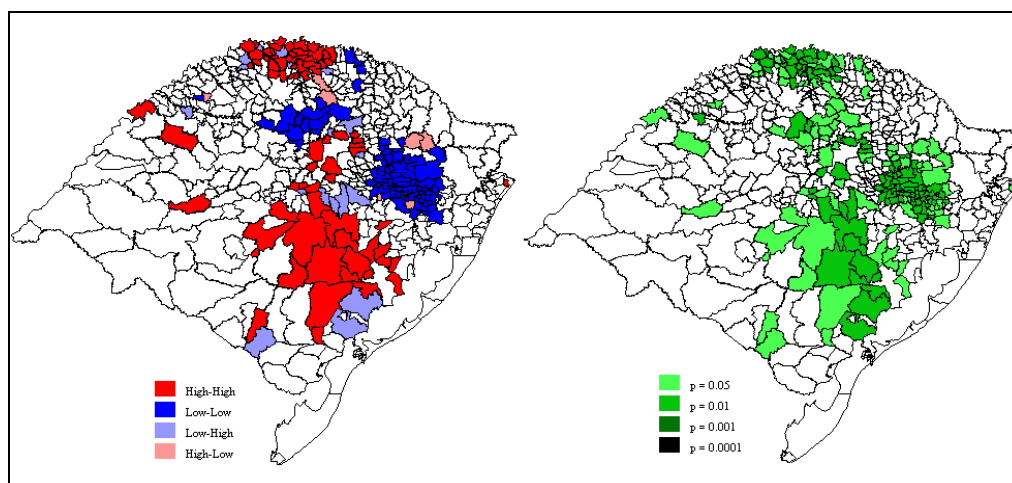 High-High
Low-Low
Low-High
High-Low
p = 0.05
p = 0.01
p = 0.001
p = 0.0001